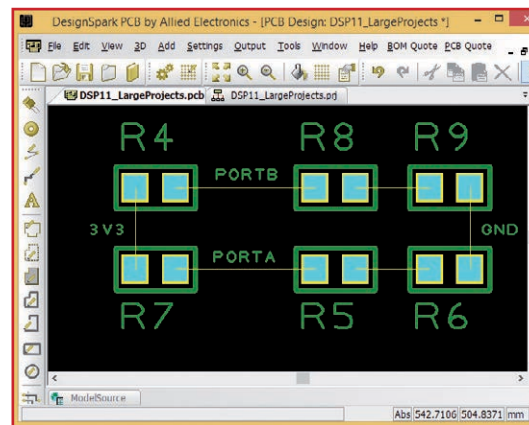 DesignSpark PCB by Allied Electronics - [PCB Design: DSP11_LargeProjects *]
File Edit View 3D Add Settings Output Tools Window Help BOM Quote PCB Quote
DSP11_LargeProjects.pcb DSP11_LargeProjects.prj
R4 R8 R9
PORTB
3V3 GND
PORTA
R7 R5 R6
ModelSource
Abs 542.7106 504.8371 mm